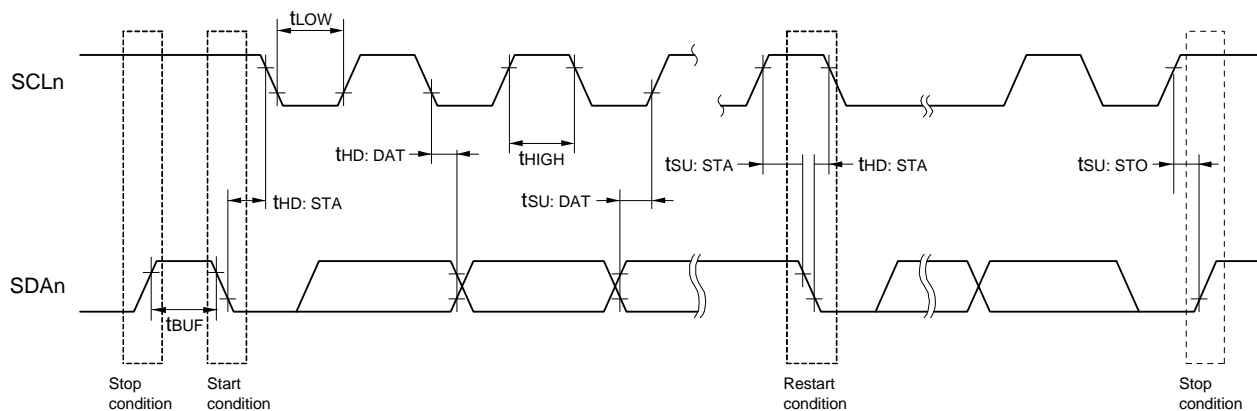 tLOW
SCLn
tHD: DAT
tHIGH
tSU: STA
tHD: STA
tSU: STO
tHD: STA
tSU: DAT
SDAn
tBUF
Stop
condition
Start
condition
Restart
condition
Stop
condition